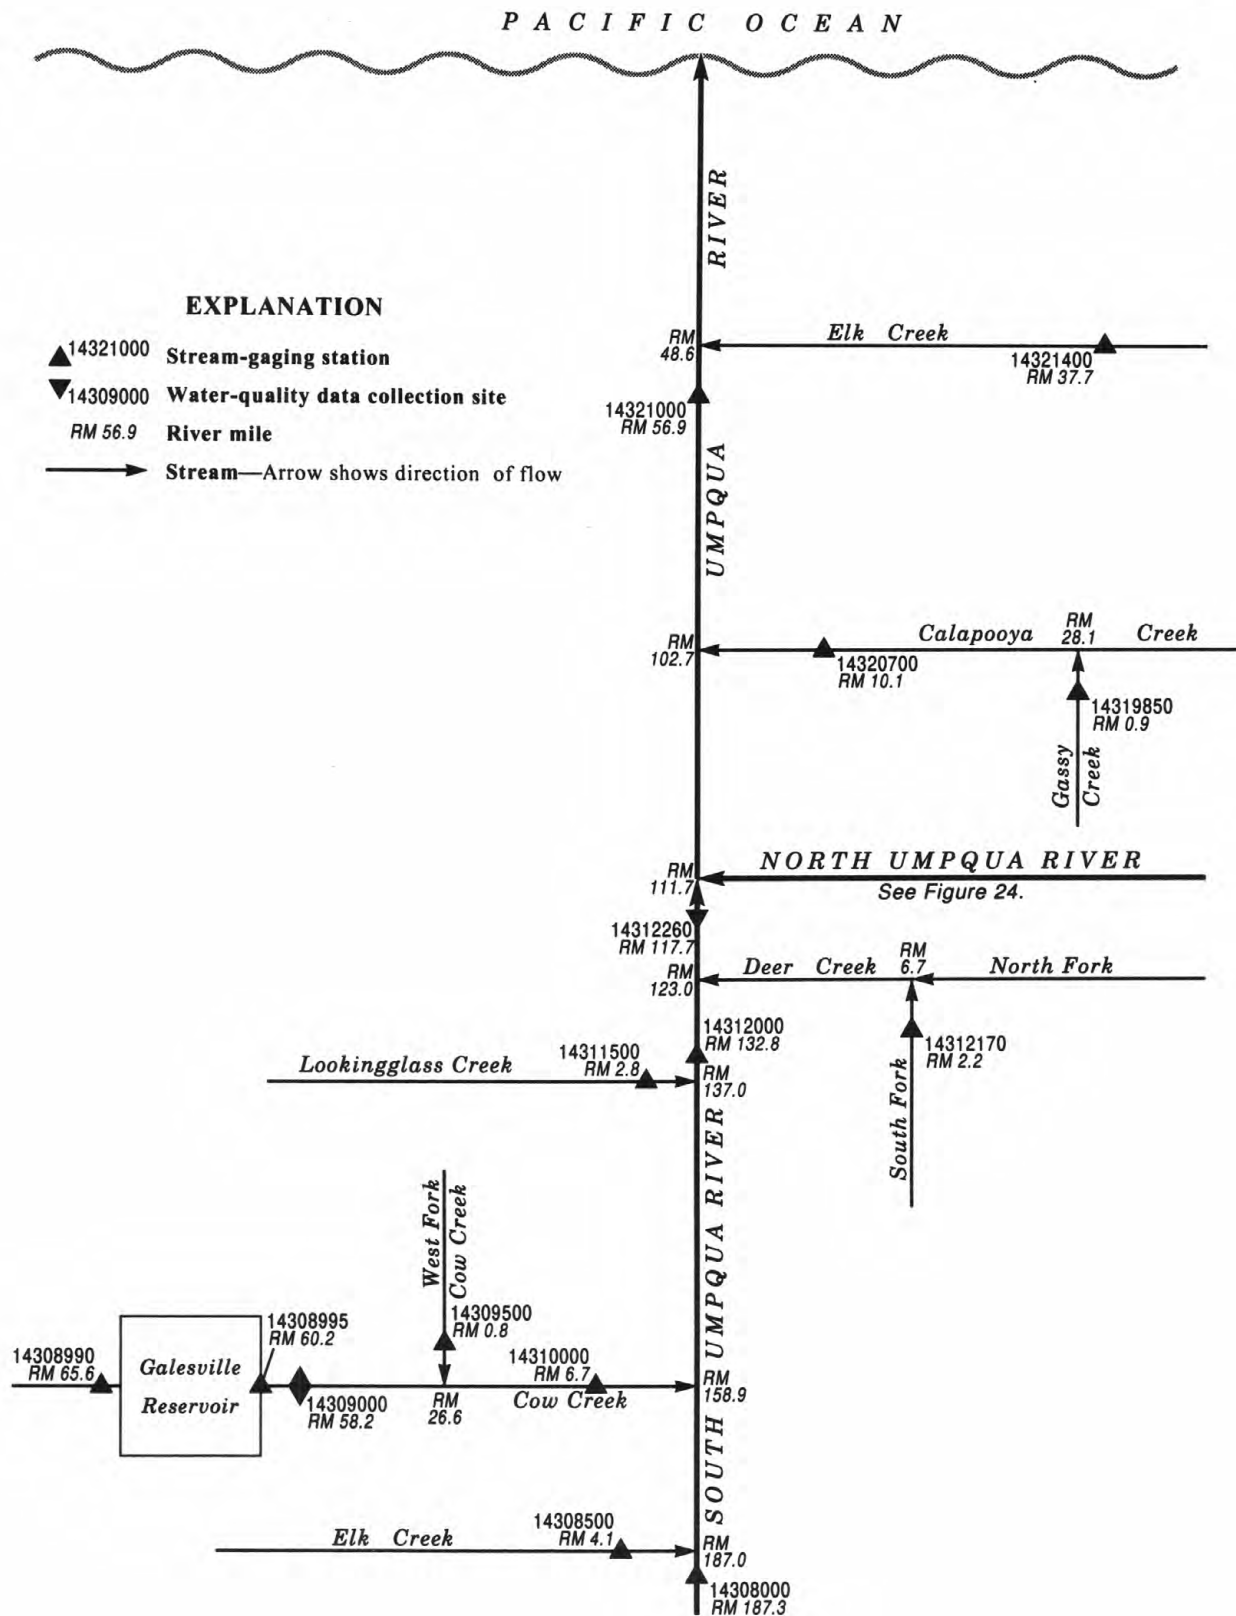 PACIFIC OCEAN
RIVER
EXPLANATION
14321000 Stream-gaging station
14309000 Water-quality data collection site
RM 56.9 River mile
Stream—Arrow shows direction of flow
RM
48.6
Elk Creek
14321400
RM 37.7
14321000
RM 56.9
UMPQUA
RM
102.7
Calapooya Creek
RM
28.1
14320700
RM 10.1
14319850
RM 0.9
Gassy
Creek
NORTH UMPQUA RIVER
See Figure 24.
RM
111.7
14312260
RM 117.7
RM
123.0
Deer Creek
RM
6.7
North Fork
14312170
RM 2.2
South Fork
14312000
RM 132.8
Lookingglass Creek
14311500
RM 2.8
RM
137.0
SOUTH UMPQUA RIVER
West Fork
Cow Creek
14309500
RM 0.8
14308990
RM 65.6
Galesville
Reservoir
14308995
RM 60.2
14309000
RM 58.2
RM
26.6
14310000
RM 6.7
Cow Creek
RM
158.9
Elk Creek
14308500
RM 4.1
RM
187.0
14308000
RM 187.3